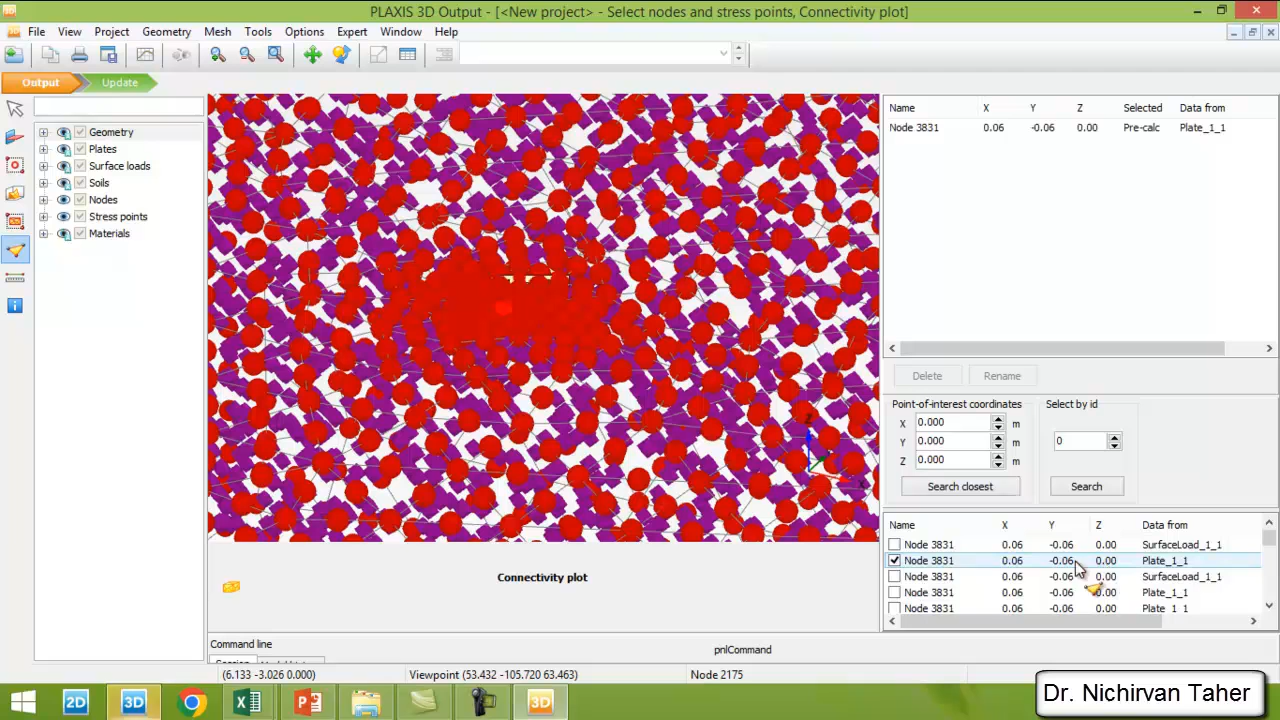 PLAXIS 3D Output - [<New project> - Select nodes and stress points, Connectivity plot]
File View Project Geometry Mesh Tools Options Expert Window Help
Output Update
Geometry
Plates
Surface loads
Soils
Nodes
Stress points
Materials
Name X Y Z Selected Data from
Node 3831 0.06 -0.06 0.00 Pre-calc Plate_1_1
Delete Rename
Point-of-interest coordinates Select by id
X 0.000 m
Y 0.000 m 0
Z 0.000 m
Search closest Search
Name X Y Z Data from
Node 3831 0.06 -0.06 0.00 SurfaceLoad_1_1
Node 3831 0.06 -0.06 0.00 Plate_1_1
Node 3831 0.06 -0.06 0.00 SurfaceLoad_1_1
Node 3831 0.06 -0.06 0.00 Plate_1_1
Node 3831 0.06 -0.06 0.00 Plate_1_1
Z
X
Connectivity plot
Command line pnlCommand
(6.133 -3.026 0.000) Viewpoint (53.432 -105.720 63.463) Node 2175
2D 3D 3D
Dr. Nichirvan Taher